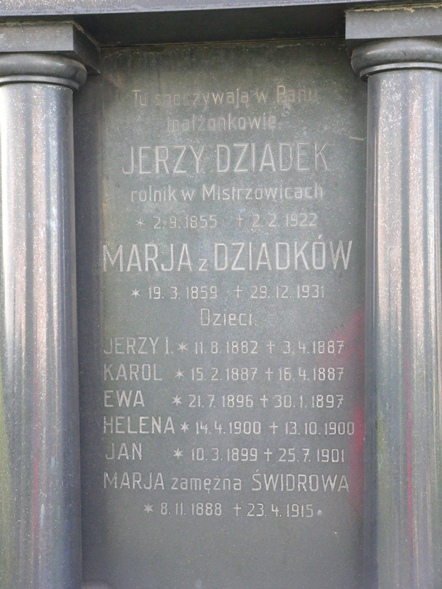 Tu spoczywają w Panu
małżonkowie
JERZY DZIADEK
rolnik w Mistrzowicach
* 2.9.1855 + 2.2.1922
MARJA z DZIADKÓW
* 19.3.1859 + 29.12.1931
Dzieci:
JERZY I. * 11.8.1882 + 3.4.1887
KAROL * 15.2.1887 + 16.4.1887
EWA * 21.7.1896 + 30.1.1897
HELENA * 14.4.1900 + 13.10.1900
JAN * 10.3.1899 + 25.7.1901
MARJA zamężna ŚWIDROWA
* 8.11.1888 + 23.4.1915.